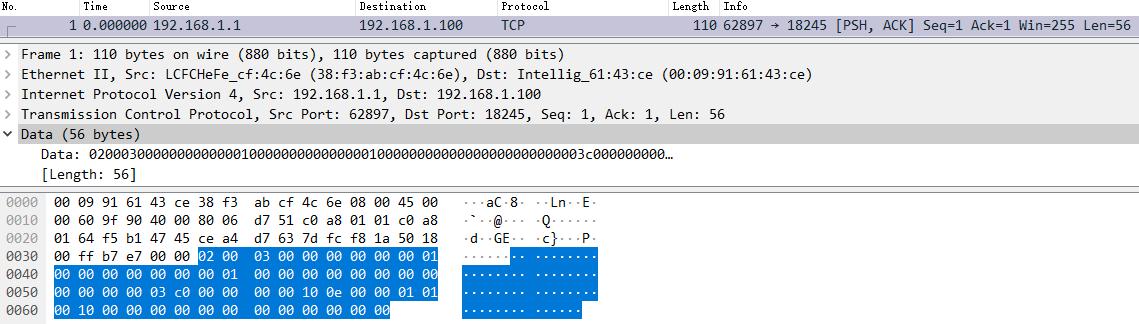 No. Time Source Destination Protocol Length Info
1 0.000000 192.168.1.1 192.168.1.100 TCP 110 62897 → 18245 [PSH, ACK] Seq=1 Ack=1 Win=255 Len=56
Frame 1: 110 bytes on wire (880 bits), 110 bytes captured (880 bits)
Ethernet II, Src: LCFCHeFe_cf:4c:6e (38:f3:ab:cf:4c:6e), Dst: Intellig_61:43:ce (00:09:91:61:43:ce)
Internet Protocol Version 4, Src: 192.168.1.1, Dst: 192.168.1.100
Transmission Control Protocol, Src Port: 62897, Dst Port: 18245, Seq: 1, Ack: 1, Len: 56
Data (56 bytes)
Data: 02000300000000000001000000000000000100000000000000000000000003c000000000…
[Length: 56]
0000 00 09 91 61 43 ce 38 f3 ab cf 4c 6e 08 00 45 00 ···aC·8· ··Ln··E·
0010 00 60 9f 90 40 00 80 06 d7 51 c0 a8 01 01 c0 a8 ·`··@··· ·Q······
0020 01 64 f5 b1 47 45 ce a4 d7 63 7d fc f8 1a 50 18 ·d··GE·· ·c}···P·
0030 00 ff b7 e7 00 00 02 00 03 00 00 00 00 00 00 01 ········ ········
0040 00 00 00 00 00 00 00 01 00 00 00 00 00 00 00 00 ········ ········
0050 00 00 00 00 03 c0 00 00 00 00 10 0e 00 00 01 01 ········ ········
0060 00 10 00 00 00 00 00 00 00 00 00 00 00 00 ········ ······